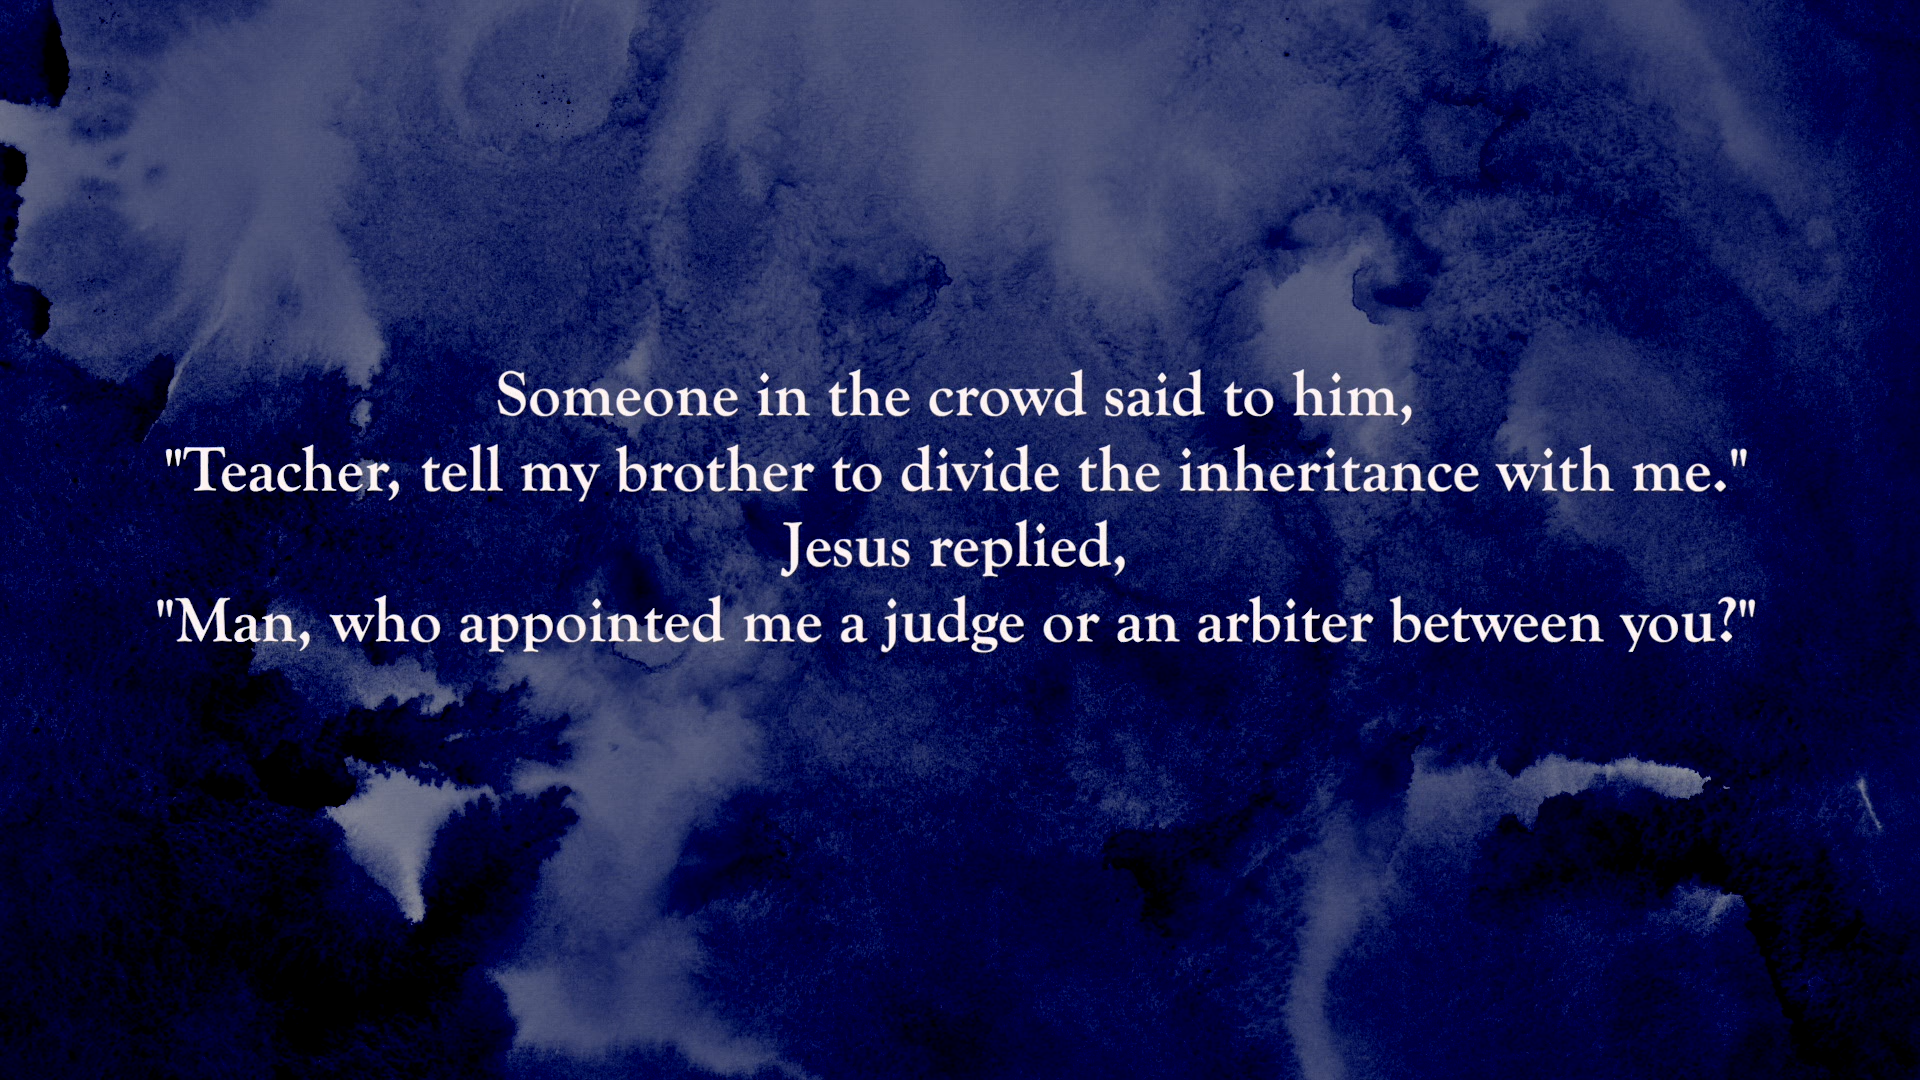 Someone in the crowd said to him,
"Teacher, tell my brother to divide the inheritance with me."
Jesus replied,
"Man, who appointed me a judge or an arbiter between you?"